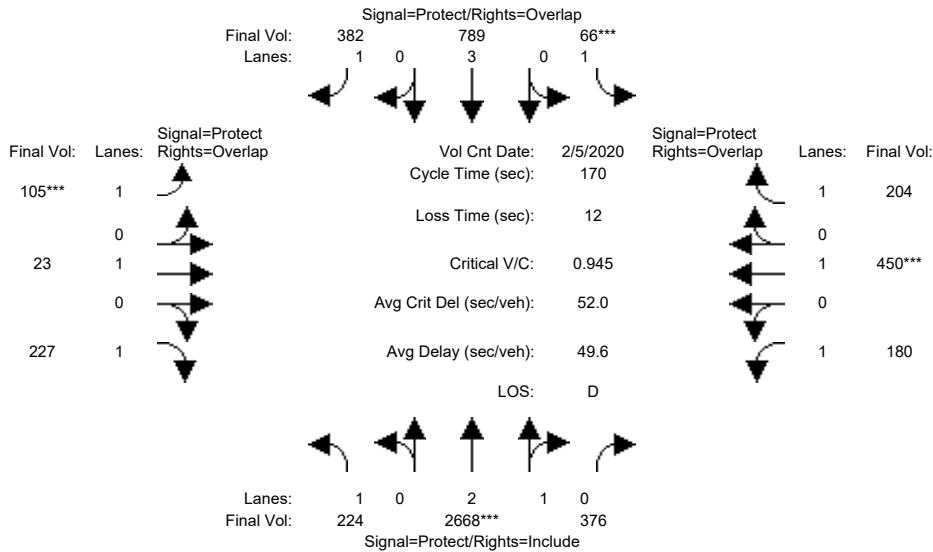 Signal=Protect/Rights=Overlap
Final Vol: 382 789 66***
Lanes: 1 0 3 0 1
Signal=Protect
Final Vol: Lanes: Rights=Overlap
Vol Cnt Date: 2/5/2020
Signal=Protect
Rights=Overlap Lanes: Final Vol:
Cycle Time (sec): 170
105*** 1
1 204
Loss Time (sec): 12
0
0
23 1
Critical V/C: 0.945
1 450***
0
Avg Crit Del (sec/veh): 52.0
0
227 1
Avg Delay (sec/veh): 49.6
1 180
LOS: D
Lanes: 1 0 2 1 0
Final Vol: 224 2668*** 376
Signal=Protect/Rights=Include